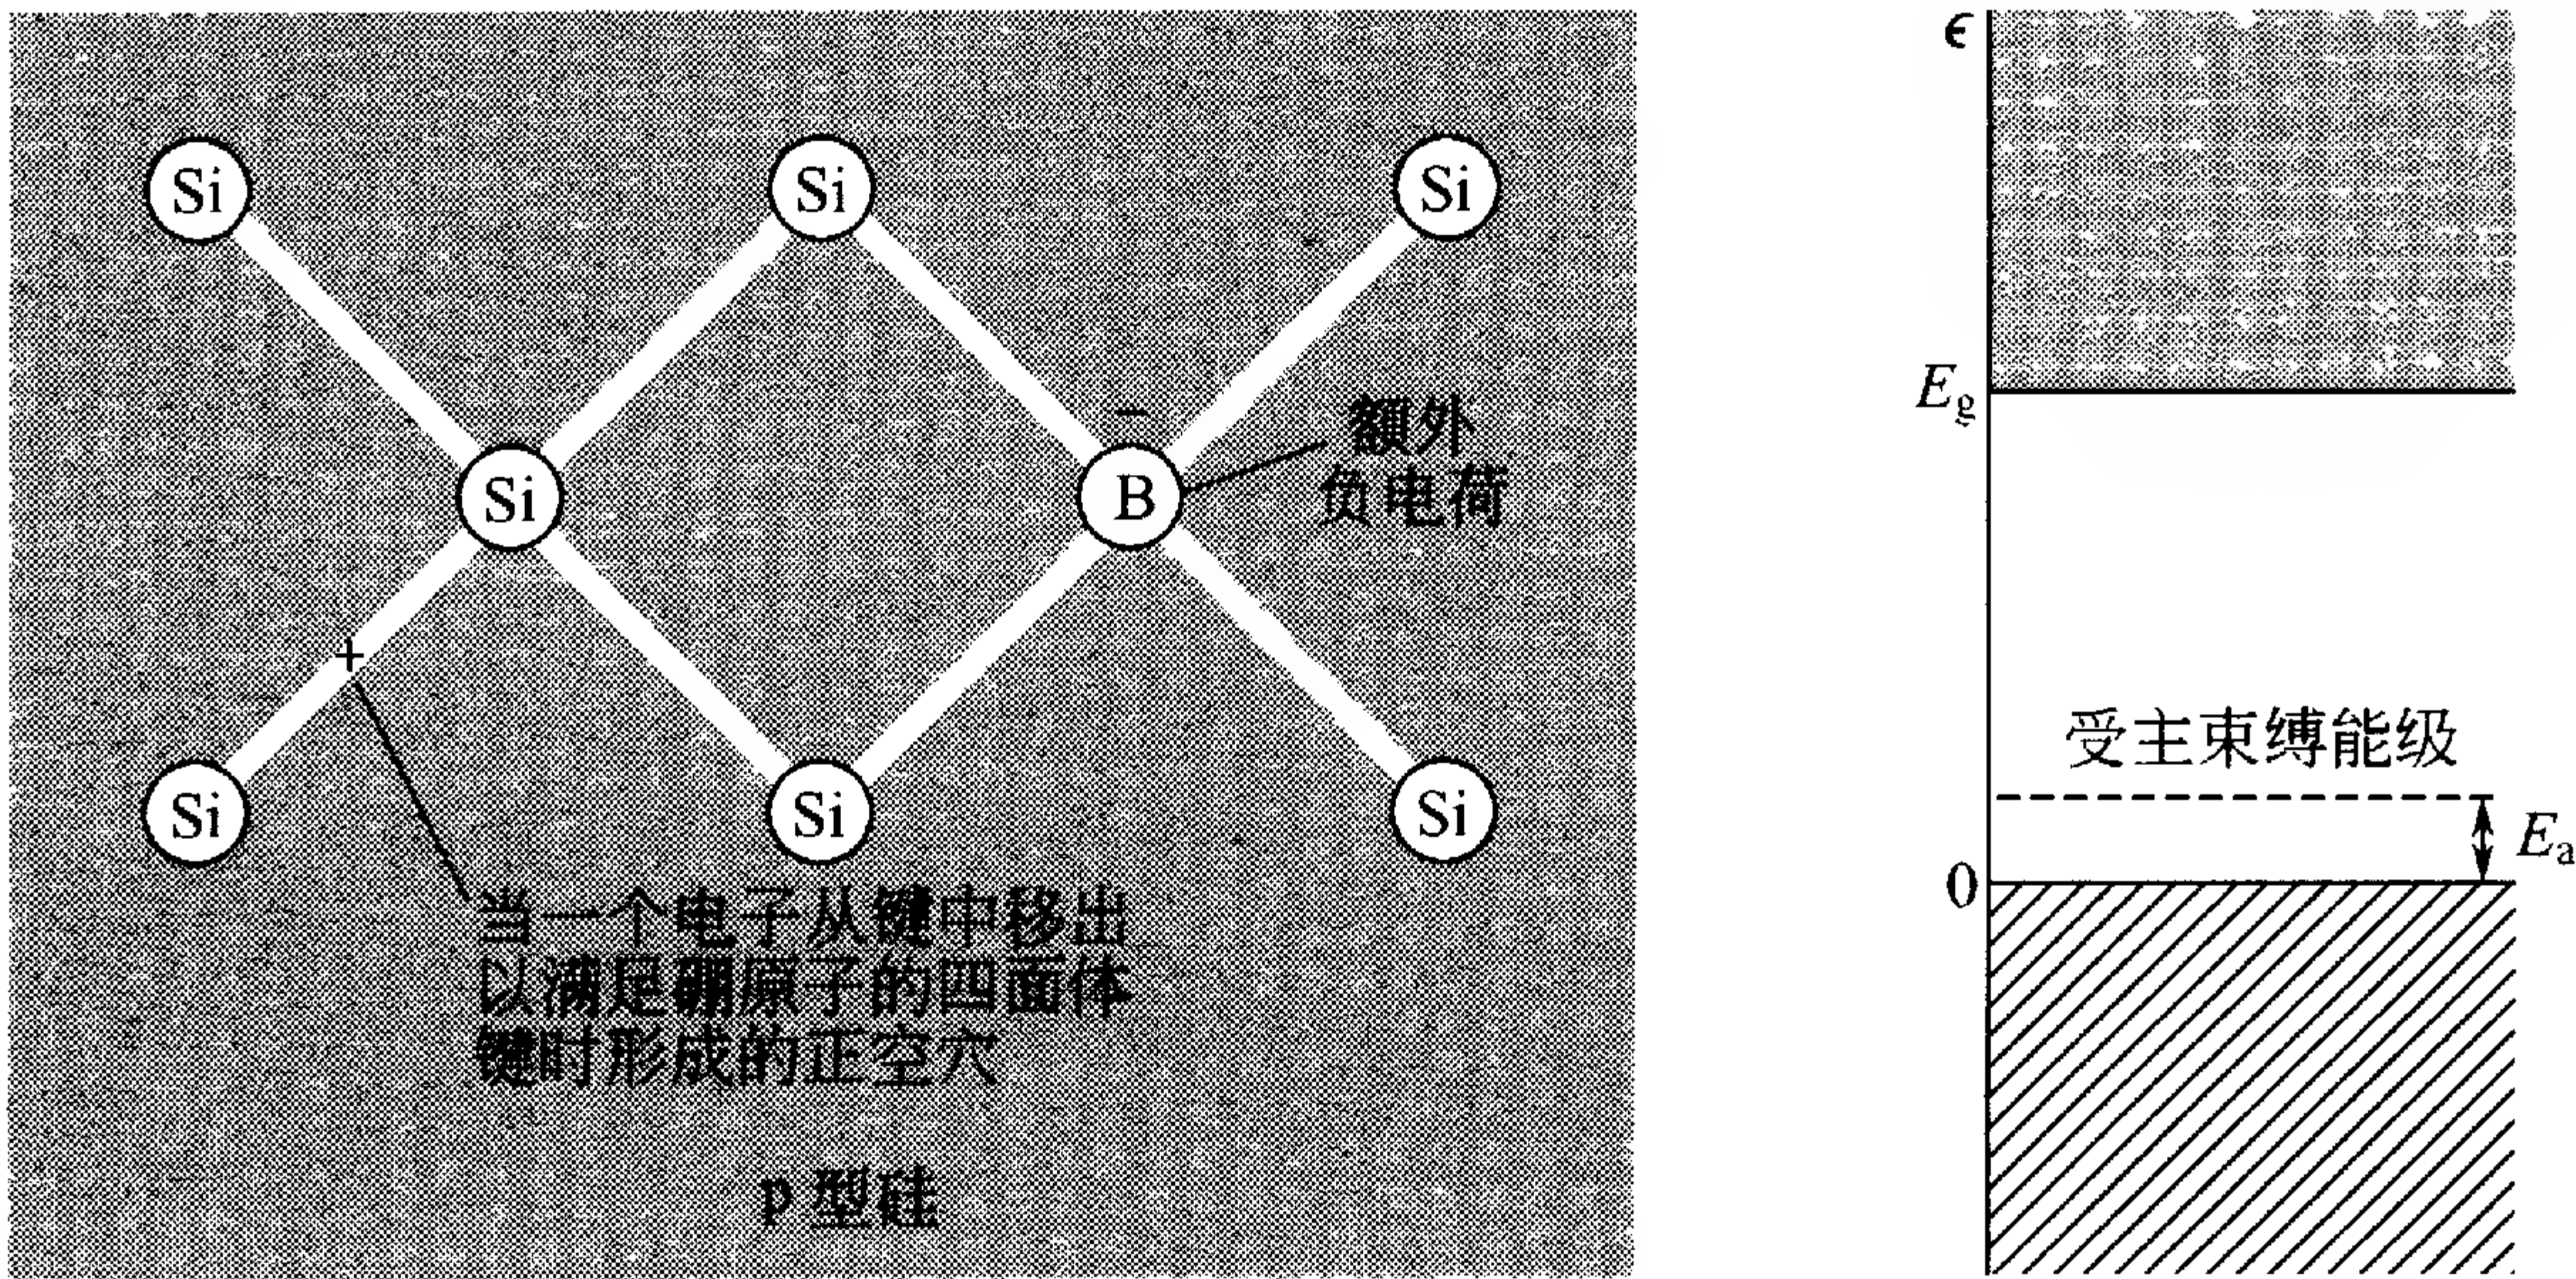 Si Si Si
Si B
额外
负电荷
Si Si Si
当一个电子从键中移出
以满足硼原子的四面体
键时形成的正空穴
p 型硅
ϵ
E_g
受主束缚能级
E_a
0